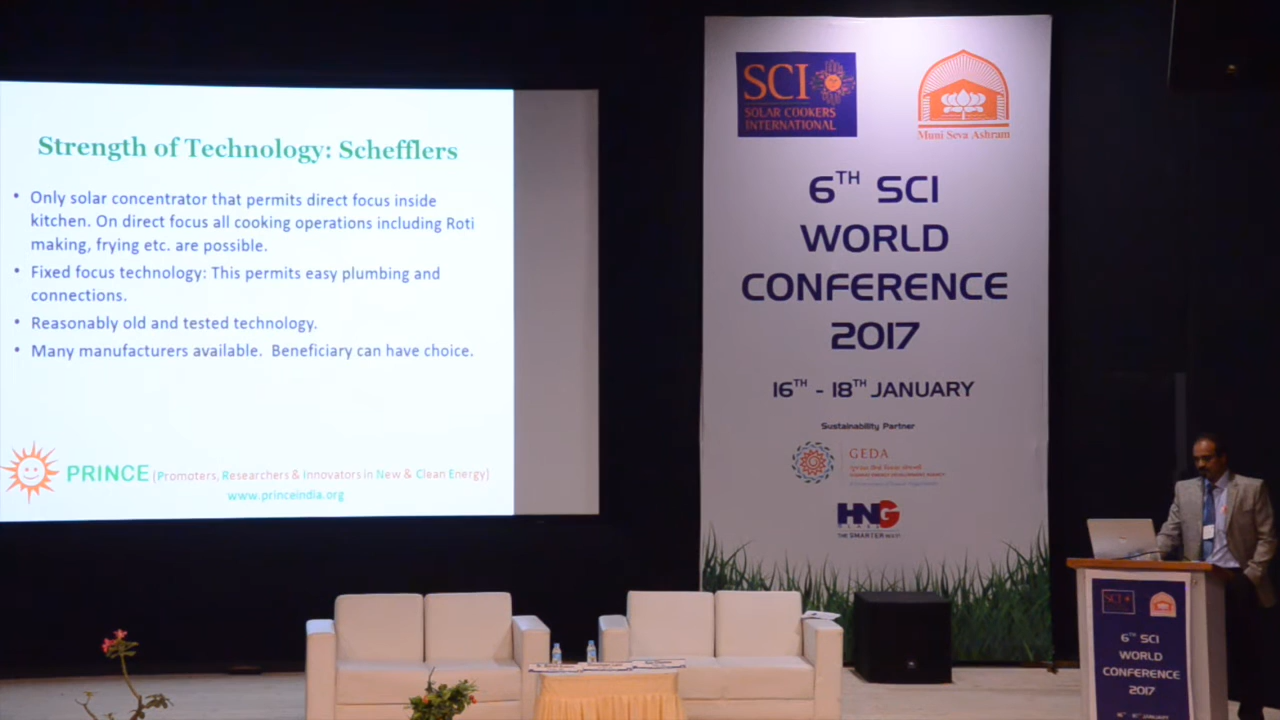 Strength of Technology: Schefflers
• Only solar concentrator that permits direct focus inside
kitchen. On direct focus all cooking operations including Roti
making, frying etc. are possible.
• Fixed focus technology: This permits easy plumbing and
connections.
• Reasonably old and tested technology.
• Many manufacturers available.  Beneficiary can have choice.
PRINCE (Promoters, Researchers & Innovators in New & Clean Energy)
www.princeindia.org
SCI
SOLAR COOKERS
INTERNATIONAL
Muni Seva Ashram
6TH SCI
WORLD
CONFERENCE
2017
16TH - 18TH JANUARY
Sustainability Partner
GEDA
HNG
THE SMARTER
SCI
6TH SCI
WORLD
CONFERENCE
2017
16TH - 18TH JANUARY